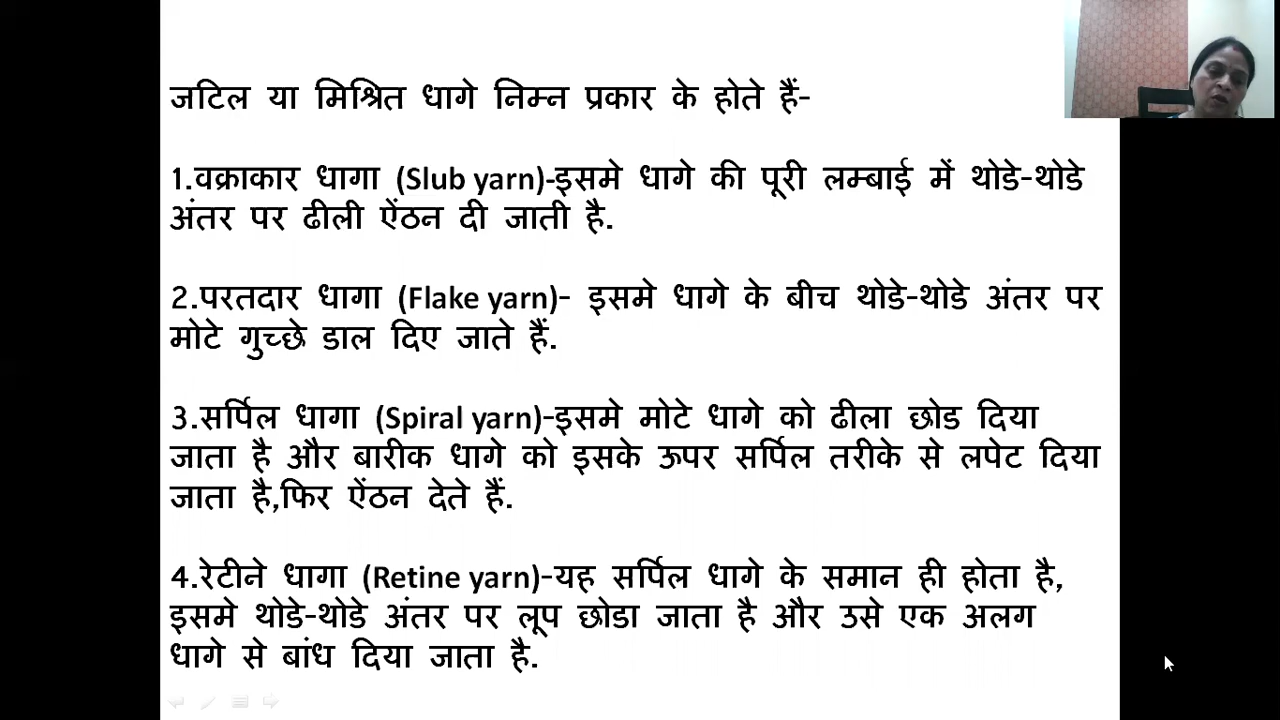 जटिल या मिश्रित धागे निम्न प्रकार के होते हैं-
1.वक्राकार धागा (Slub yarn)-इसमे धागे की पूरी लम्बाई में थोडे-थोडे
अंतर पर ढीली ऐंठन दी जाती है.
2.परतदार धागा (Flake yarn)- इसमे धागे के बीच थोडे-थोडे अंतर पर
मोटे गुच्छे डाल दिए जाते हैं.
3.सर्पिल धागा (Spiral yarn)-इसमे मोटे धागे को ढीला छोड दिया
जाता है और बारीक धागे को इसके ऊपर सर्पिल तरीके से लपेट दिया
जाता है,फिर ऐंठन देते हैं.
4.रेटीने धागा (Retine yarn)-यह सर्पिल धागे के समान ही होता है,
इसमे थोडे-थोडे अंतर पर लूप छोडा जाता है और उसे एक अलग
धागे से बांध दिया जाता है.